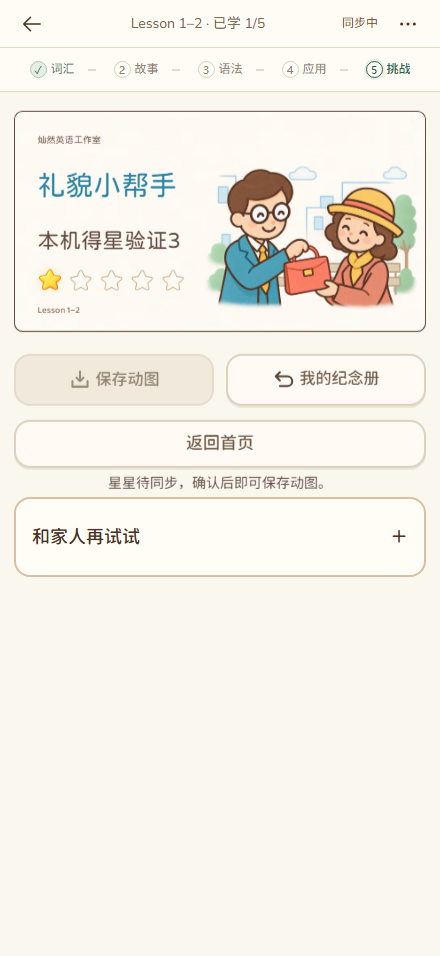 Lesson 1–2 · 已学 1/5
同步中
✓ 词汇 – 2 故事 – 3 语法 – 4 应用 – 5 挑战
灿然英语工作室
礼貌小帮手
本机得星验证3
Lesson 1–2
保存动图
我的纪念册
返回首页
星星待同步，确认后即可保存动图。
和家人再试试 +